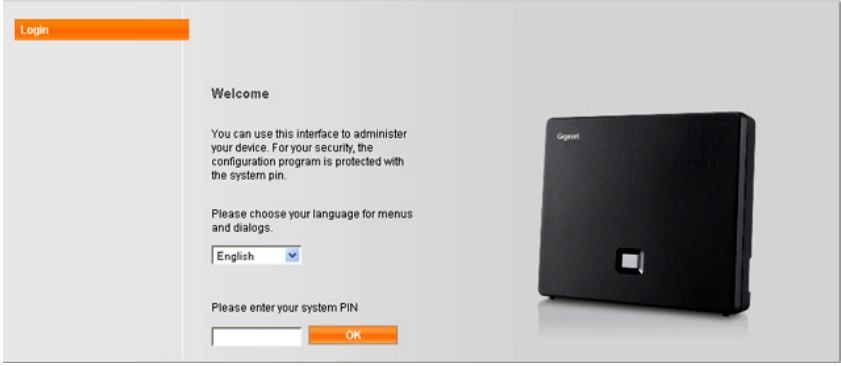 Login
Welcome
You can use this interface to administer
your device. For your security, the
configuration program is protected with
the system pin.
Please choose your language for menus
and dialogs.
English
Please enter your system PIN
OK
Gigaset